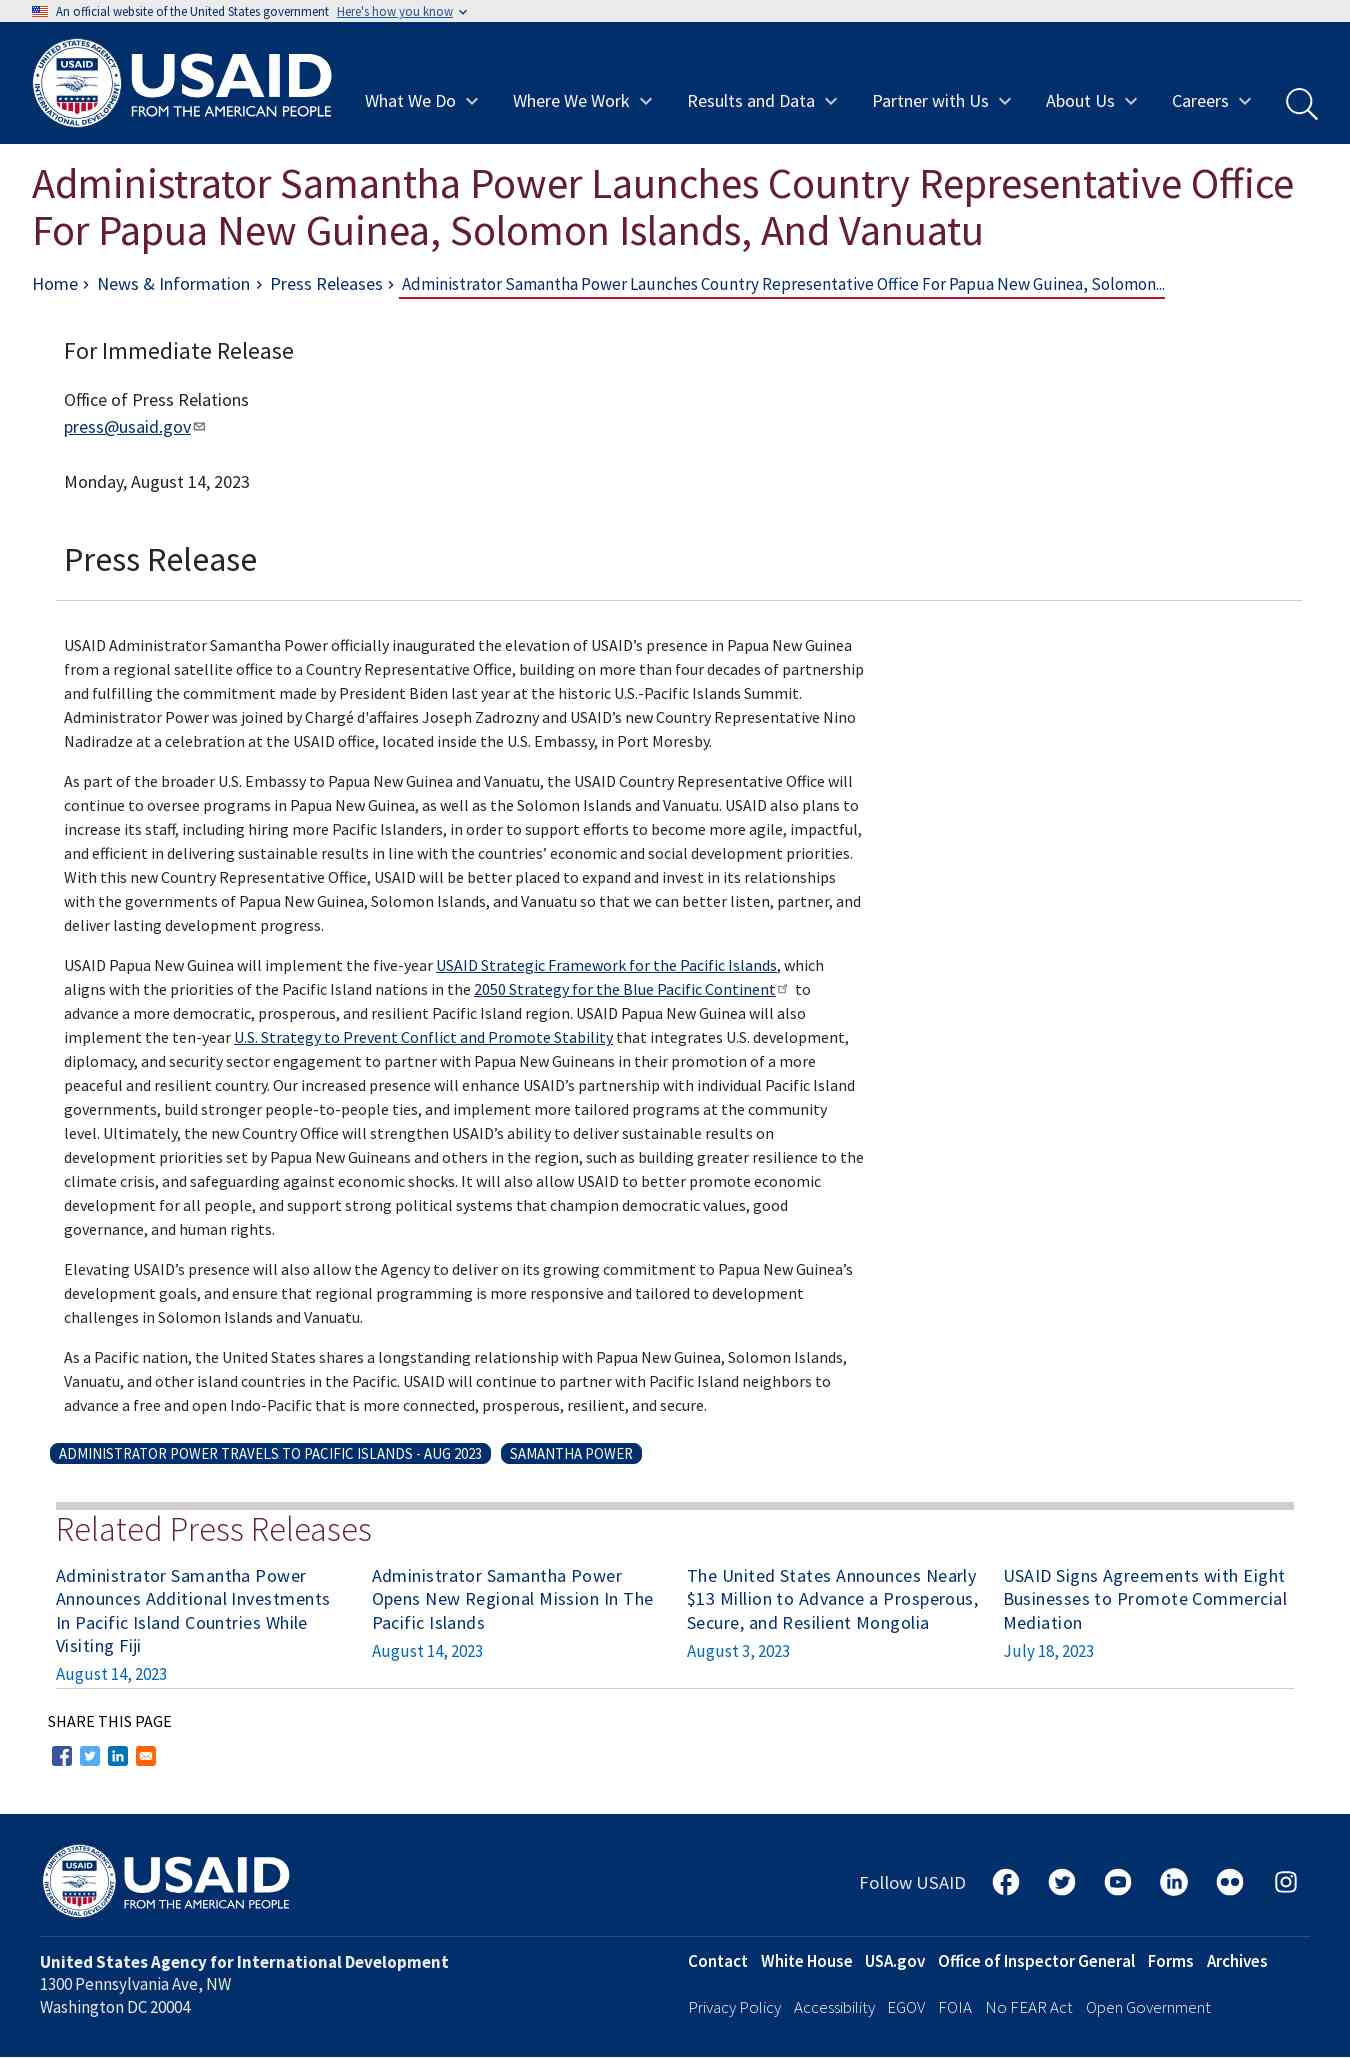 An official website of the United States government Here's how you know
USAID
FROM THE AMERICAN PEOPLE
UNITED STATES AGENCY
INTERNATIONAL DEVELOPMENT
USAID
What We Do
Where We Work
Results and Data
Partner with Us
About Us
Careers
Administrator Samantha Power Launches Country Representative Office
For Papua New Guinea, Solomon Islands, And Vanuatu
Home › News & Information › Press Releases › Administrator Samantha Power Launches Country Representative Office For Papua New Guinea, Solomon...
For Immediate Release
Office of Press Relations
press@usaid.gov
Monday, August 14, 2023
Press Release
USAID Administrator Samantha Power officially inaugurated the elevation of USAID’s presence in Papua New Guinea
from a regional satellite office to a Country Representative Office, building on more than four decades of partnership
and fulfilling the commitment made by President Biden last year at the historic U.S.-Pacific Islands Summit.
Administrator Power was joined by Chargé d'affaires Joseph Zadrozny and USAID’s new Country Representative Nino
Nadiradze at a celebration at the USAID office, located inside the U.S. Embassy, in Port Moresby.
As part of the broader U.S. Embassy to Papua New Guinea and Vanuatu, the USAID Country Representative Office will
continue to oversee programs in Papua New Guinea, as well as the Solomon Islands and Vanuatu. USAID also plans to
increase its staff, including hiring more Pacific Islanders, in order to support efforts to become more agile, impactful,
and efficient in delivering sustainable results in line with the countries’ economic and social development priorities.
With this new Country Representative Office, USAID will be better placed to expand and invest in its relationships
with the governments of Papua New Guinea, Solomon Islands, and Vanuatu so that we can better listen, partner, and
deliver lasting development progress.
USAID Papua New Guinea will implement the five-year USAID Strategic Framework for the Pacific Islands, which
aligns with the priorities of the Pacific Island nations in the 2050 Strategy for the Blue Pacific Continent to
advance a more democratic, prosperous, and resilient Pacific Island region. USAID Papua New Guinea will also
implement the ten-year U.S. Strategy to Prevent Conflict and Promote Stability that integrates U.S. development,
diplomacy, and security sector engagement to partner with Papua New Guineans in their promotion of a more
peaceful and resilient country. Our increased presence will enhance USAID’s partnership with individual Pacific Island
governments, build stronger people-to-people ties, and implement more tailored programs at the community
level. Ultimately, the new Country Office will strengthen USAID’s ability to deliver sustainable results on
development priorities set by Papua New Guineans and others in the region, such as building greater resilience to the
climate crisis, and safeguarding against economic shocks. It will also allow USAID to better promote economic
development for all people, and support strong political systems that champion democratic values, good
governance, and human rights.
Elevating USAID’s presence will also allow the Agency to deliver on its growing commitment to Papua New Guinea’s
development goals, and ensure that regional programming is more responsive and tailored to development
challenges in Solomon Islands and Vanuatu.
As a Pacific nation, the United States shares a longstanding relationship with Papua New Guinea, Solomon Islands,
Vanuatu, and other island countries in the Pacific. USAID will continue to partner with Pacific Island neighbors to
advance a free and open Indo-Pacific that is more connected, prosperous, resilient, and secure.
ADMINISTRATOR POWER TRAVELS TO PACIFIC ISLANDS - AUG 2023
SAMANTHA POWER
Related Press Releases
Administrator Samantha Power
Announces Additional Investments
In Pacific Island Countries While
Visiting Fiji
August 14, 2023
Administrator Samantha Power
Opens New Regional Mission In The
Pacific Islands
August 14, 2023
The United States Announces Nearly
$13 Million to Advance a Prosperous,
Secure, and Resilient Mongolia
August 3, 2023
USAID Signs Agreements with Eight
Businesses to Promote Commercial
Mediation
July 18, 2023
SHARE THIS PAGE
UNITED STATES AGENCY
INTERNATIONAL DEVELOPMENT
USAID
USAID
FROM THE AMERICAN PEOPLE
Follow USAID
United States Agency for International Development
1300 Pennsylvania Ave, NW
Washington DC 20004
Contact White House USA.gov Office of Inspector General Forms Archives
Privacy Policy Accessibility EGOV FOIA No FEAR Act Open Government